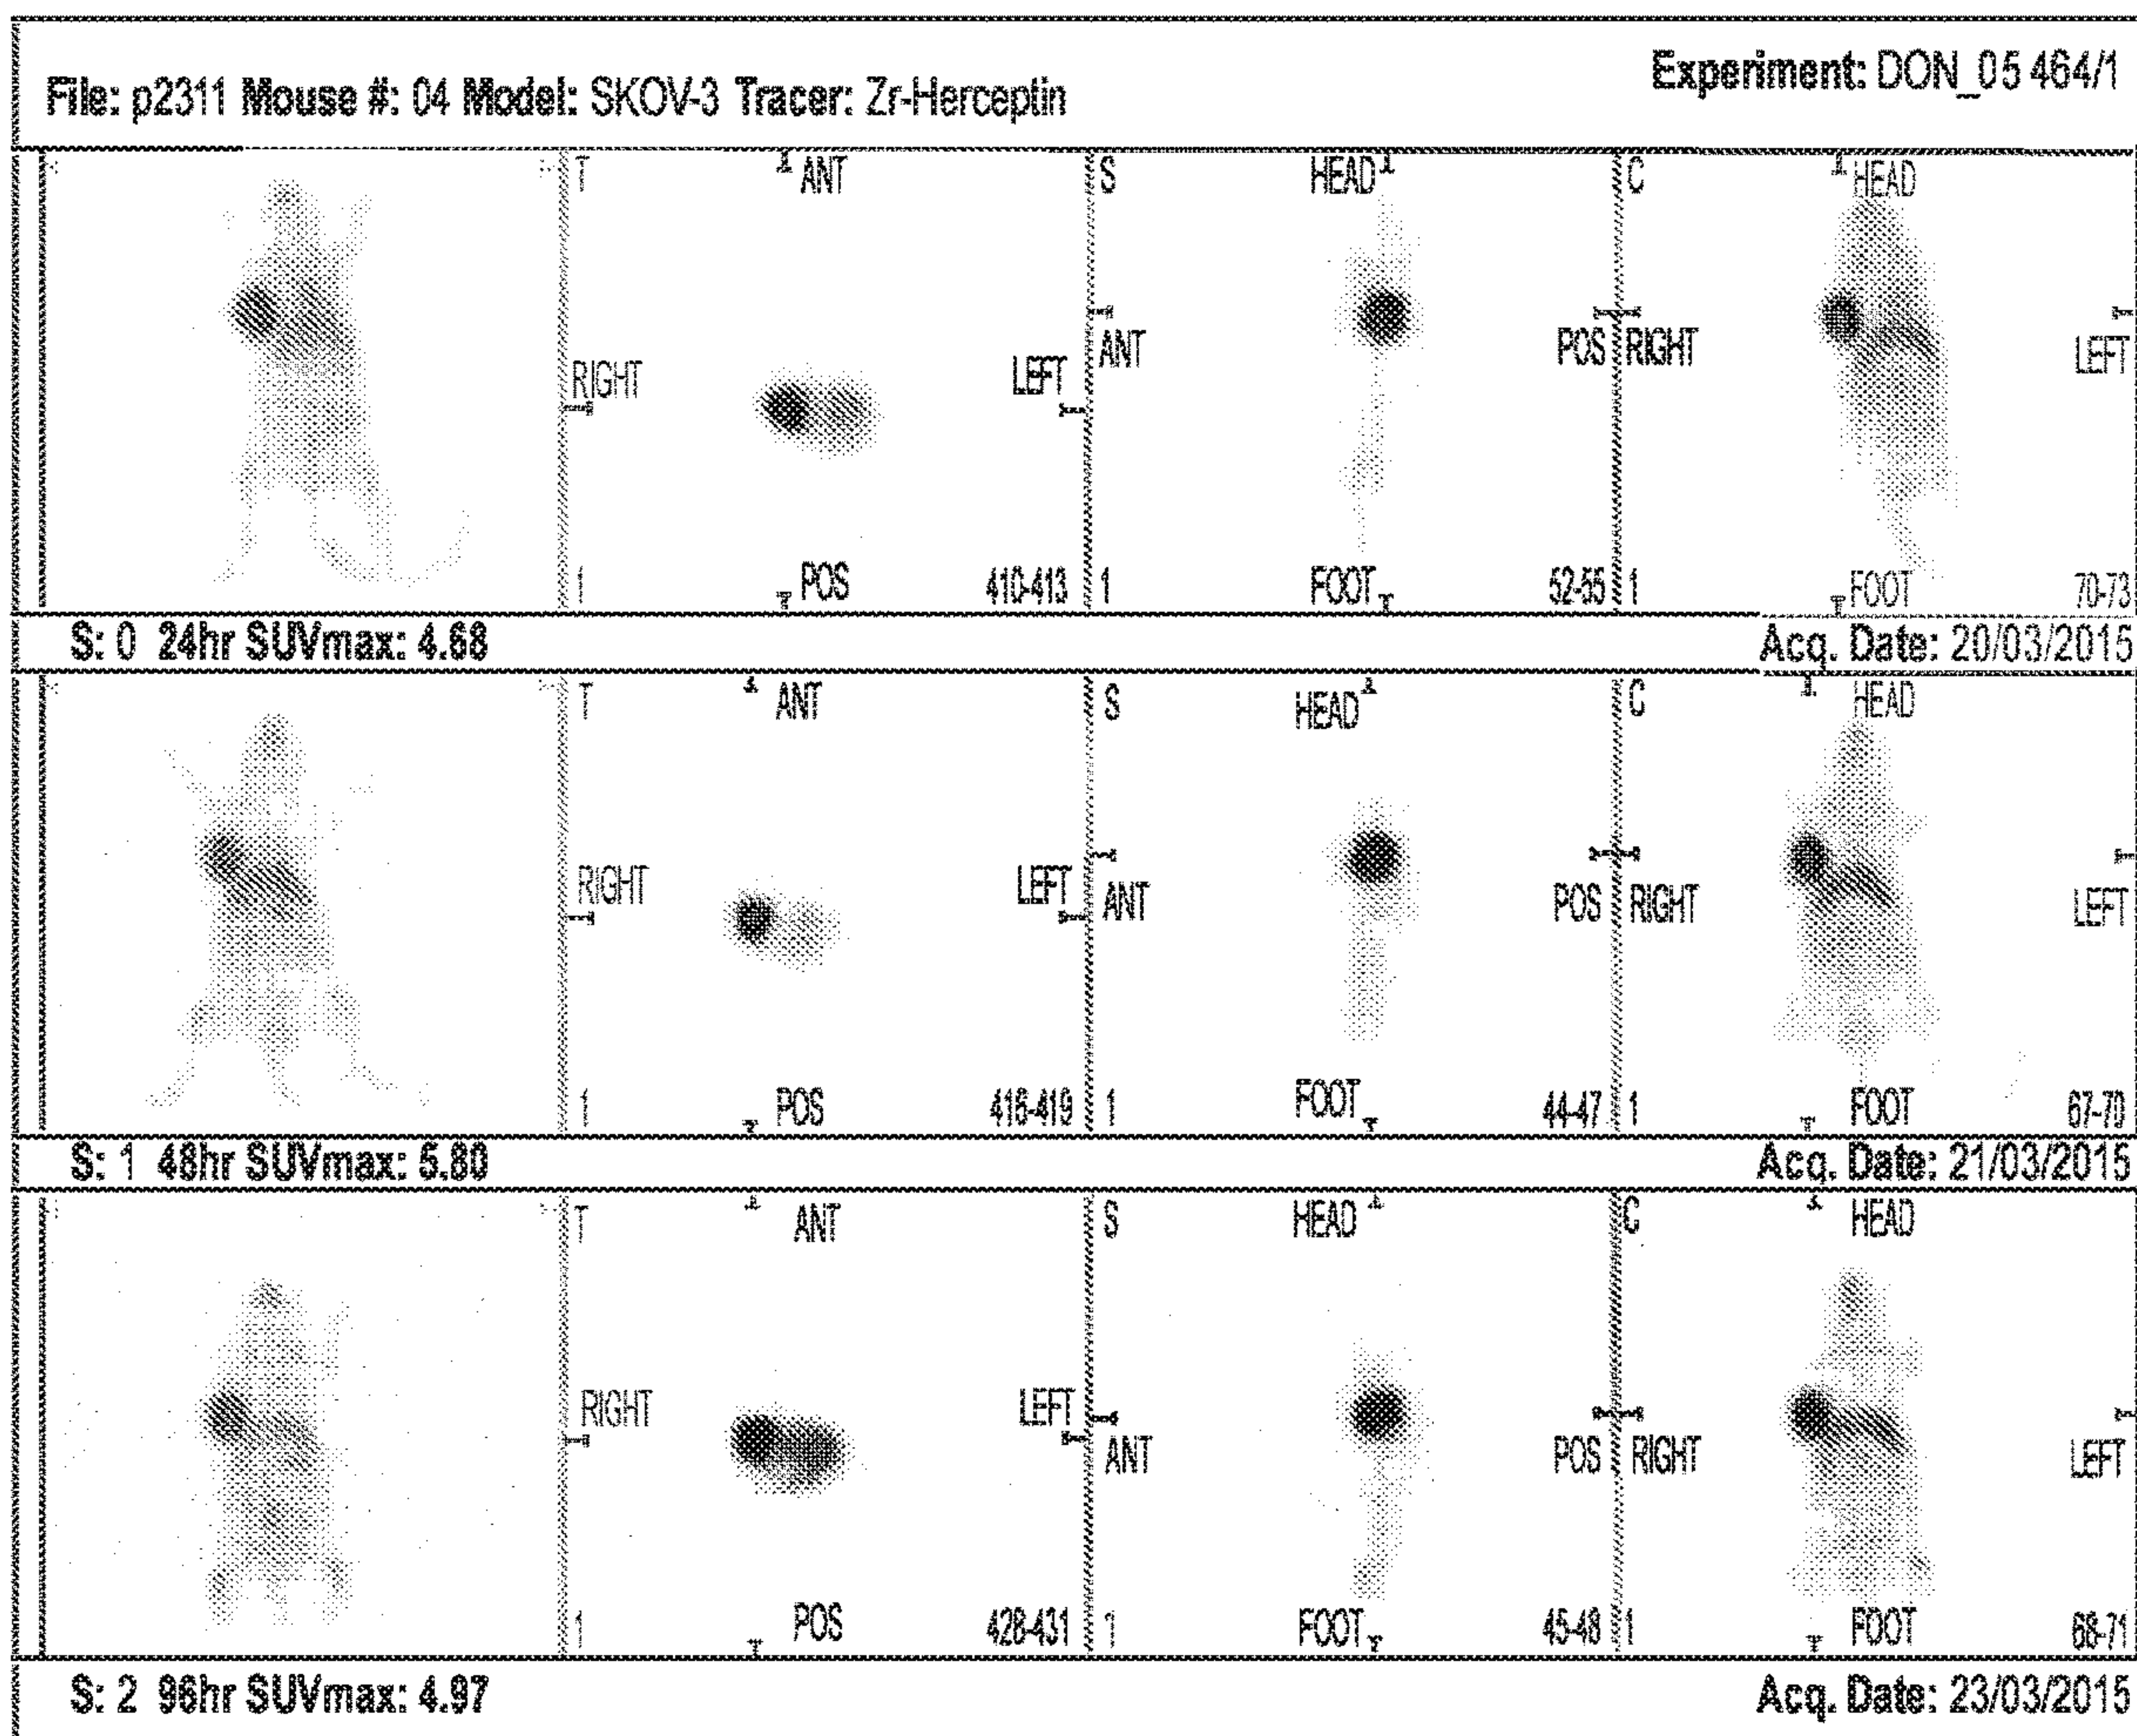 Experiment: DON_05 464/1
File: p2311 Mouse #: 04 Model: SKOV-3 Tracer: Zr-Herceptin
T ANT S HEAD C HEAD
RIGHT LEFT ANT POS RIGHT LEFT
1 POS 410-413 1 FOOT 52-55 1 FOOT 70-73
S: 0 24hr SUVmax: 4.68 Acq. Date: 20/03/2015
T ANT S HEAD C HEAD
RIGHT LEFT ANT POS RIGHT LEFT
1 POS 416-419 1 FOOT 44-47 1 FOOT 67-70
S: 1 48hr SUVmax: 5.80 Acq. Date: 21/03/2015
T ANT S HEAD C HEAD
RIGHT LEFT ANT POS RIGHT LEFT
1 POS 428-431 1 FOOT 45-48 1 FOOT 68-71
S: 2 96hr SUVmax: 4.97 Acq. Date: 23/03/2015